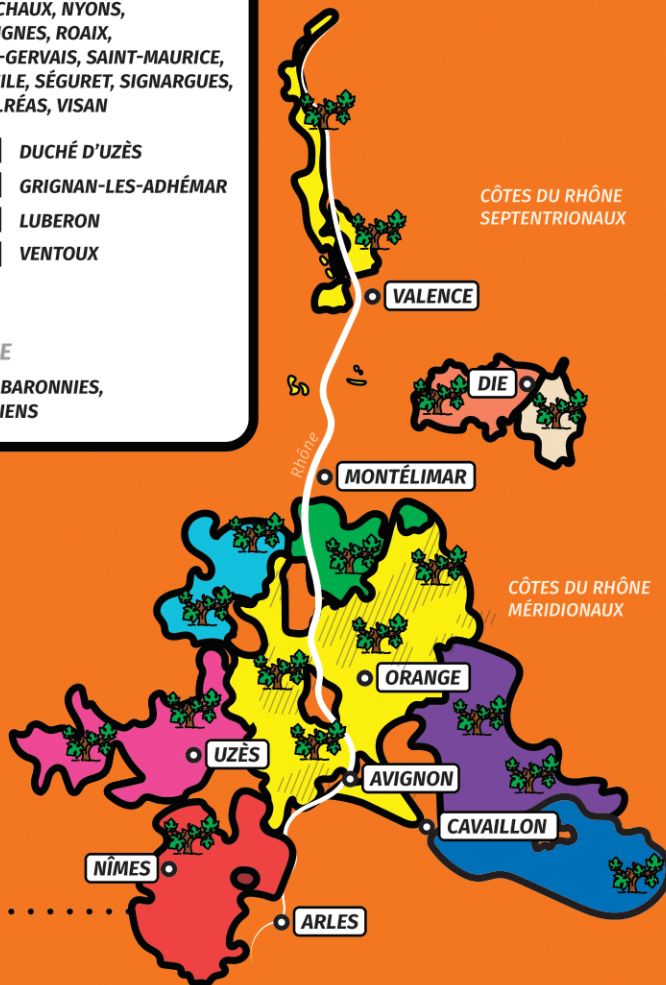 CHAUX, NYONS,
IGNES, ROAIX,
-GERVAIS, SAINT-MAURICE,
ILE, SÉGURET, SIGNARGUES,
LRÉAS, VISAN
DUCHÉ D'UZÈS
GRIGNAN-LES-ADHÉMAR
LUBERON
VENTOUX
E
BARONNIES,
IENS
CÔTES DU RHÔNE
SEPTENTRIONAUX
VALENCE
DIE
Rhône
MONTÉLIMAR
CÔTES DU RHÔNE
MÉRIDIONAUX
ORANGE
UZÈS
AVIGNON
CAVAILLON
NÎMES
ARLES